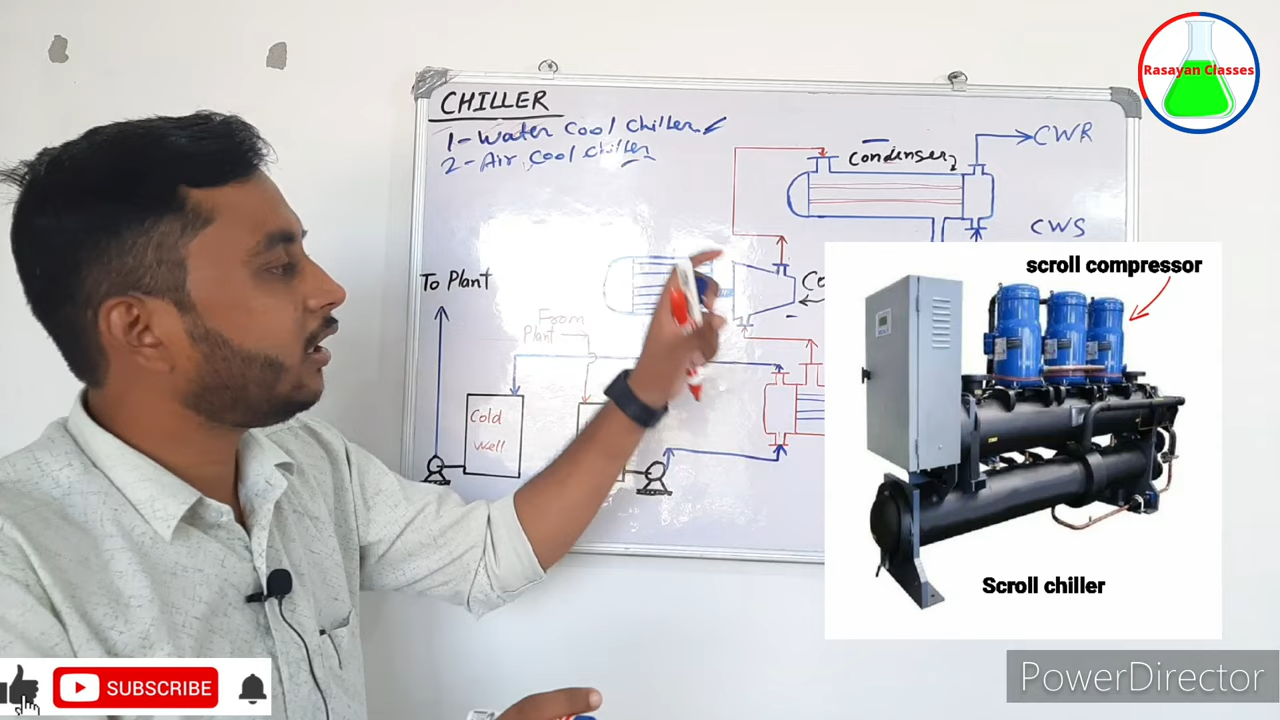 Rasayan Classes
CHILLER
1- Water Cool Chiller
2- Air Cool Chiller
Condenser
CWR
CWS
scroll compressor
To Plant
Co
From
Plant
Cold
Well
Scroll chiller
SUBSCRIBE
PowerDirector